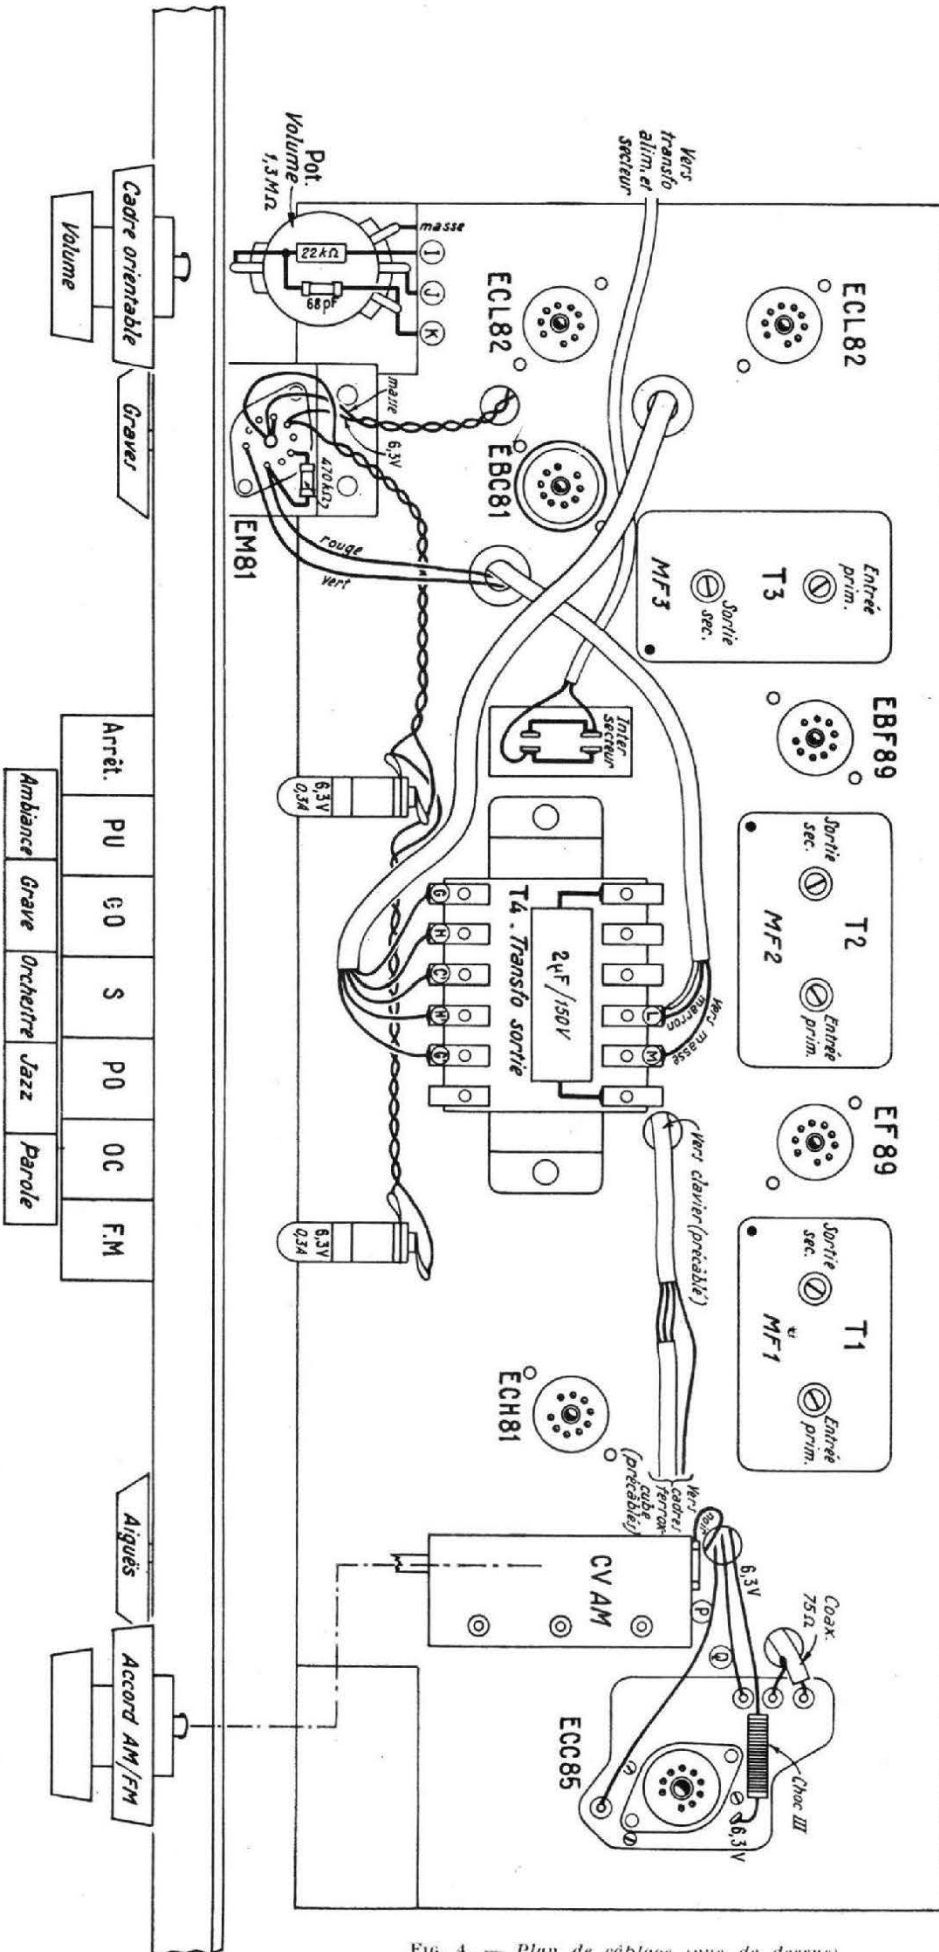 Vers
transfo
alim. et
secteur
Pot.
Volume
1,3 MΩ
masse
22 kΩ
68 pF
I
J
K
ECL82
ECL82
Cadre orientable
Volume
Graves
masse
6,3V
470 kΩ
EM81
rouge
vert
EBC81
Entrée
prim.
T3
Sortie
sec.
MF3
EBF89
Inter
secteur
6,3V
0,3A
Arrêt.
PU
GO
S
PO
OC
F.M
Ambiance
Grave
Orchestre
Jazz
Parole
T4 - Transfo sortie
2µF/150V
G
H
C'
H'
G
L
M
marron
Vers masse
Sortie
sec.
T2
MF2
Entrée
prim.
EF89
6,3V
0,3A
Vers clavier (précâblé)
Sortie
sec.
T1
MF1
Entrée
prim.
ECH81
Vers
cadres
ferrox-
cube
(précâblés)
noir
6,3V
CV AM
P
Q
Coax.
75Ω
Choc III
6,3V
ECC85
Aiguës
Accord AM/FM
FIG. 4. — Plan de câblage (vue de dessus)